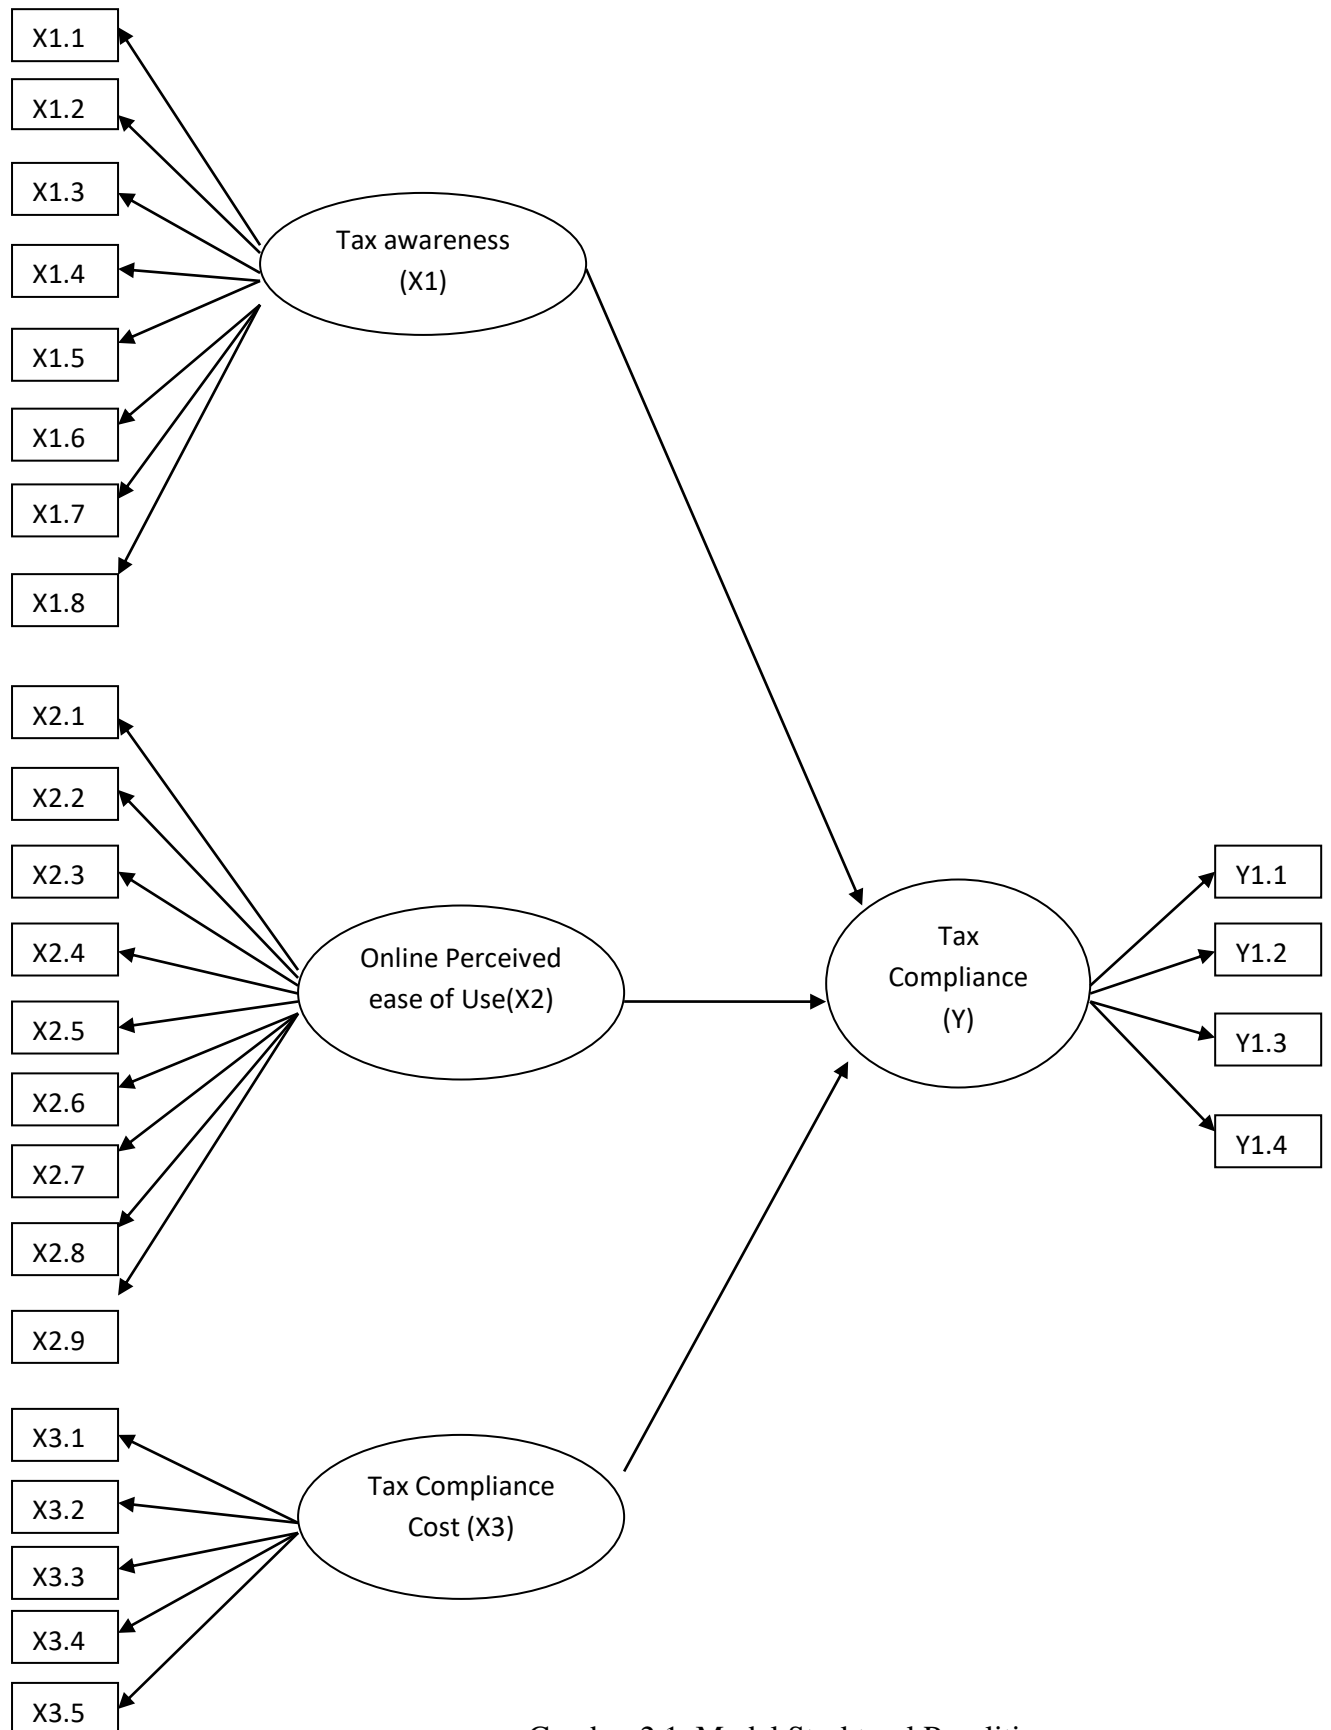 X1.1
X1.2
X1.3
X1.4
X1.5
X1.6
X1.7
X1.8
Tax awareness
(X1)
X2.1
X2.2
X2.3
X2.4
X2.5
X2.6
X2.7
X2.8
X2.9
Online Perceived
ease of Use(X2)
X3.1
X3.2
X3.3
X3.4
X3.5
Tax Compliance
Cost (X3)
Tax
Compliance
(Y)
Y1.1
Y1.2
Y1.3
Y1.4
2.1. Model